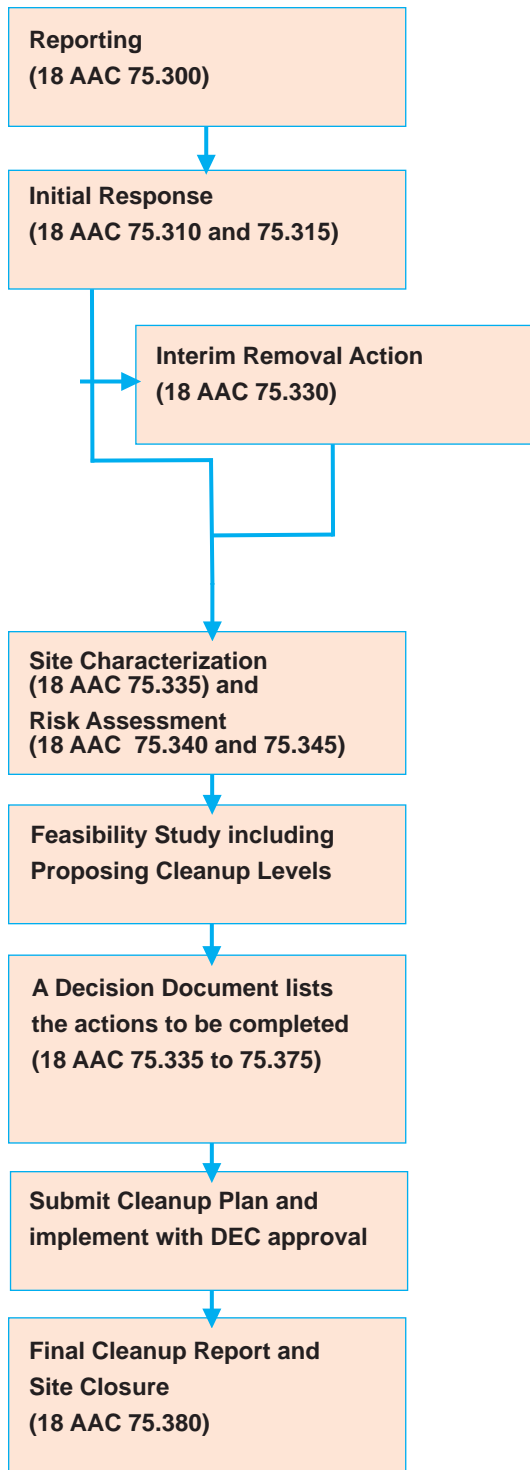 Reporting
(18 AAC 75.300)
Initial Response
(18 AAC 75.310 and 75.315)
Interim Removal Action
(18 AAC 75.330)
Site Characterization
(18 AAC 75.335) and
Risk Assessment
(18 AAC  75.340 and 75.345)
Feasibility Study including
Proposing Cleanup Levels
A Decision Document lists
the actions to be completed
(18 AAC 75.335 to 75.375)
Submit Cleanup Plan and
implement with DEC approval
Final Cleanup Report and
Site Closure
(18 AAC 75.380)